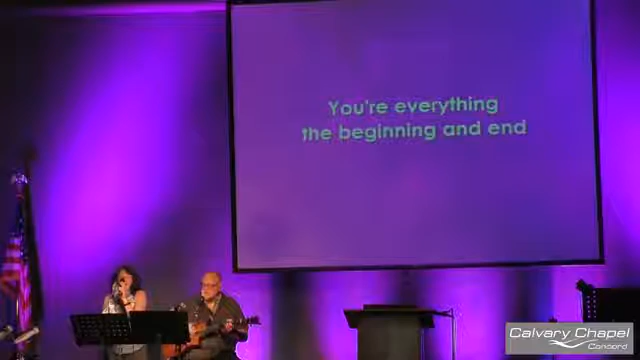 You're everything
the beginning and end
Calvary Chapel
Concord